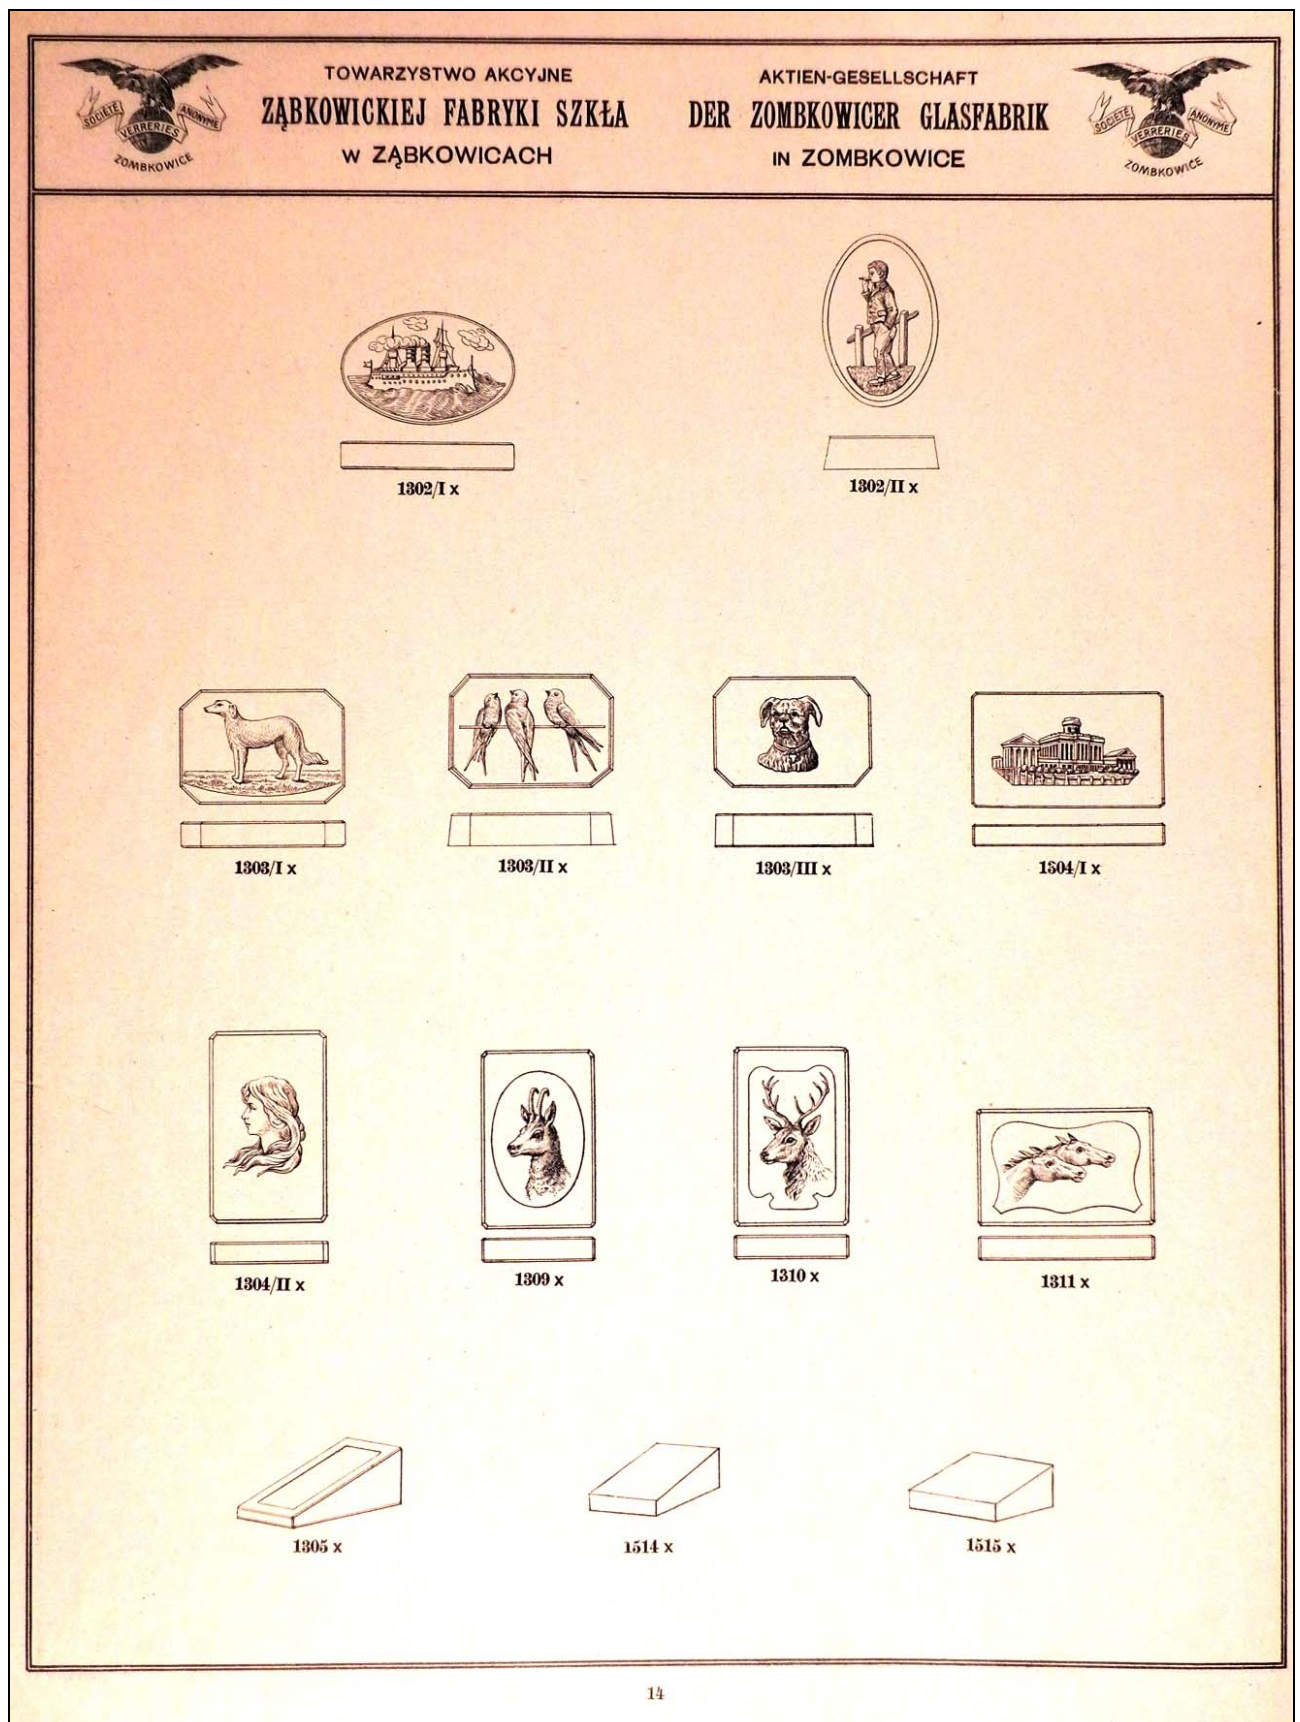 SOCIÉTÉ ANONYME
VERRERIES
ZOMBKOWICE
TOWARZYSTWO AKCYJNE
ZĄBKOWICKIEJ FABRYKI SZKŁA
W ZĄBKOWICACH
AKTIEN-GESELLSCHAFT
DER ZOMBKOWICER GLASFABRIK
IN ZOMBKOWICE
SOCIÉTÉ ANONYME
VERRERIES
ZOMBKOWICE
1302/I x
1302/II x
1303/I x
1303/II x
1303/III x
1304/I x
1304/II x
1309 x
1310 x
1311 x
1305 x
1514 x
1515 x
14